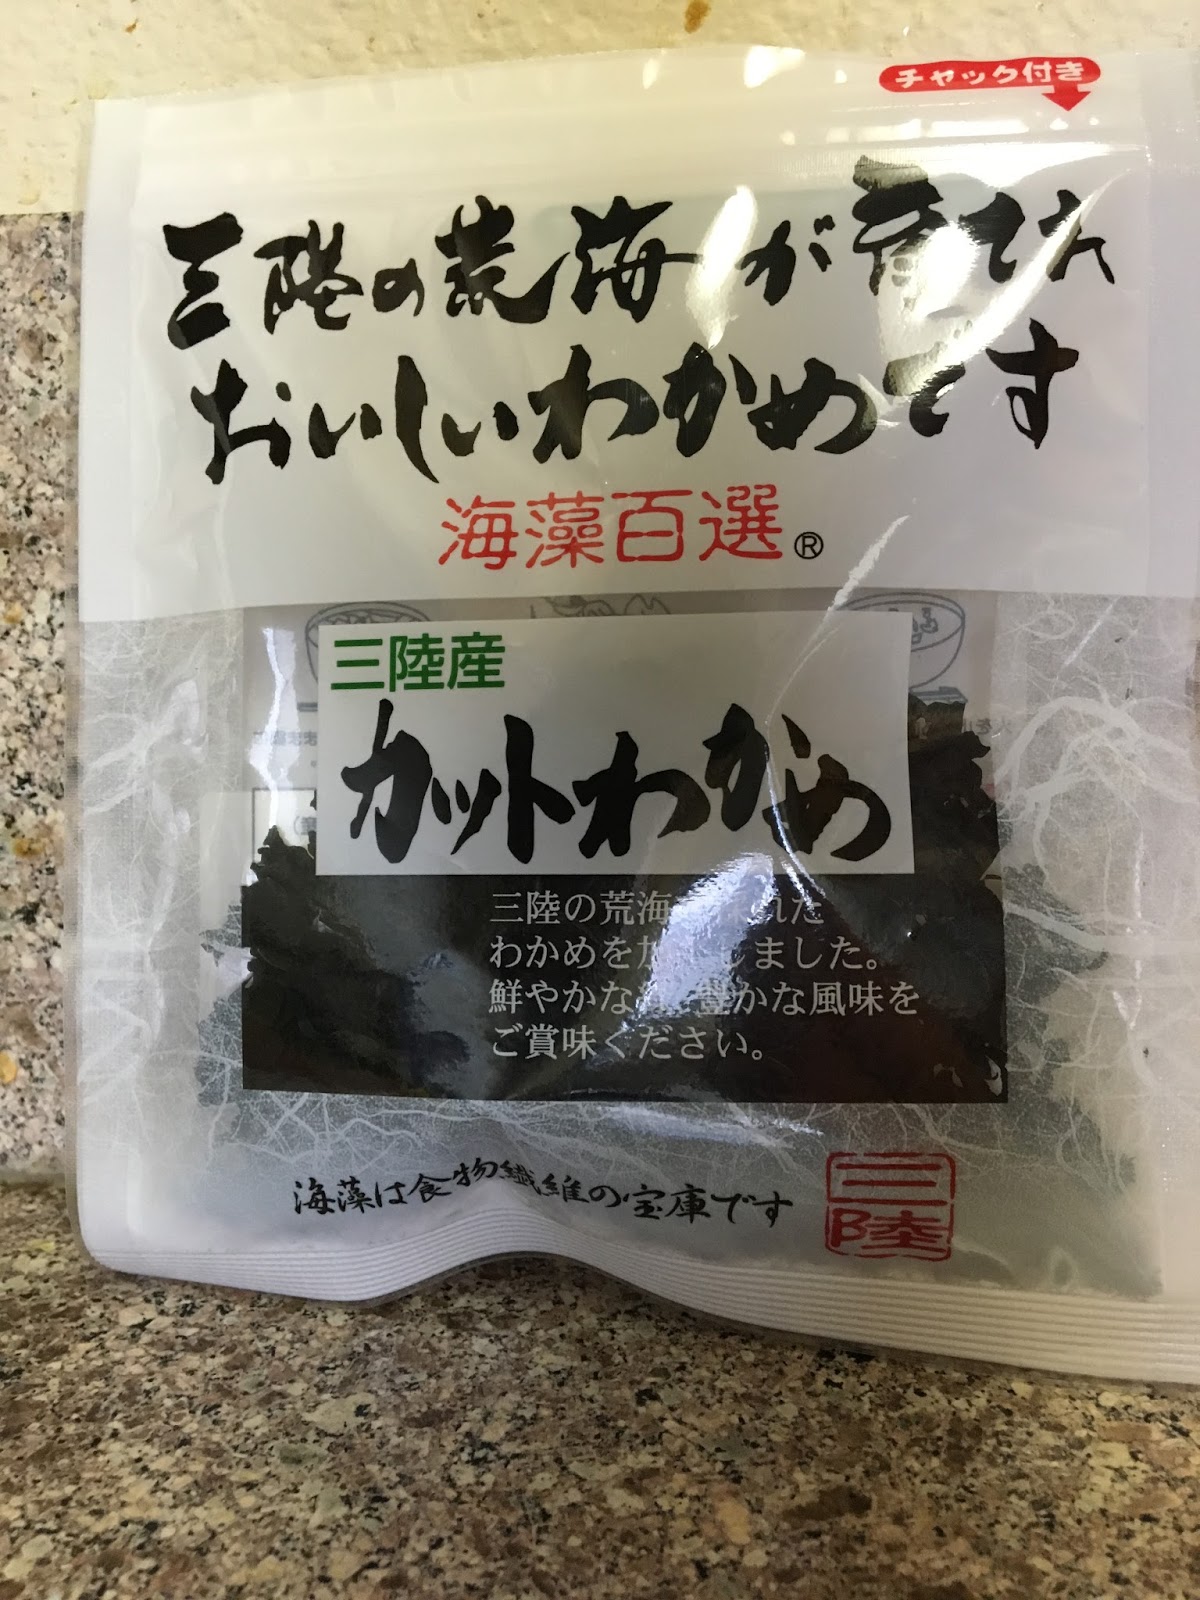 チャック付き
三陸の荒海が育てた
おいしいわかめです
海藻百選®
三陸産
カットわかめ
三陸の荒海 れた
わかめを しました。
鮮やかな 豊かな風味を
ご賞味ください。
海藻は食物繊維の宝庫です
三陸